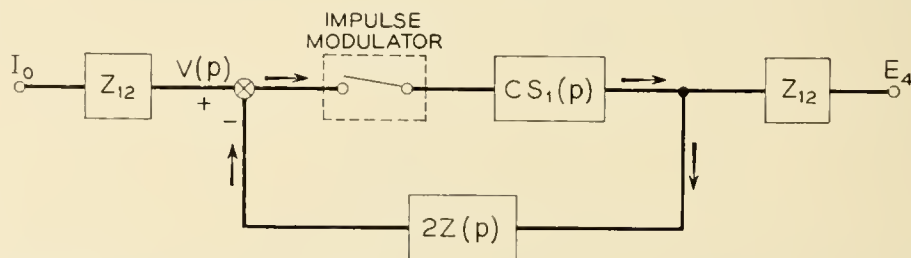 IMPULSE
MODULATOR
I₀
Z₁₂
V(p)
+
−
CS₁(p)
Z₁₂
E₄
2Z(p)